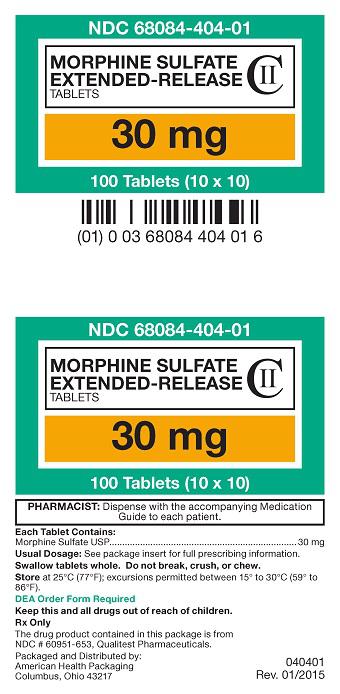 NDC 68084-404-01
MORPHINE SULFATE
EXTENDED-RELEASE CII
TABLETS
30 mg
100 Tablets (10 x 10)
(01) 0 03 68084 404 01 6
NDC 68084-404-01
MORPHINE SULFATE
EXTENDED-RELEASE CII
TABLETS
30 mg
100 Tablets (10 x 10)
PHARMACIST: Dispense with the accompanying Medication
Guide to each patient.
Each Tablet Contains:
Morphine Sulfate USP..................................................................30 mg
Usual Dosage: See package insert for full prescribing information.
Swallow tablets whole. Do not break, crush, or chew.
Store at 25°C (77°F); excursions permitted between 15° to 30°C (59° to
86°F).
DEA Order Form Required
Keep this and all drugs out of reach of children.
Rx Only
The drug product contained in this package is from
NDC # 60951-653, Qualitest Pharmaceuticals.
Packaged and Distributed by:
American Health Packaging
Columbus, Ohio 43217
040401
Rev. 01/2015